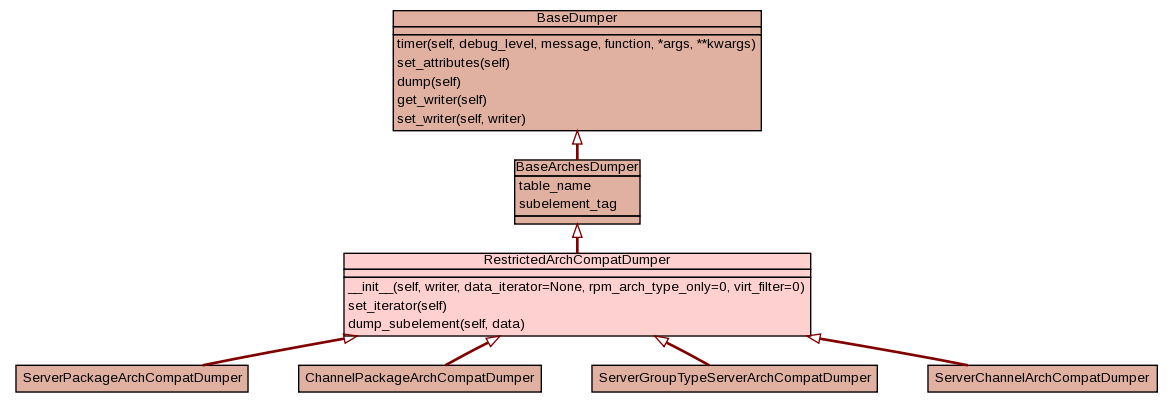 BaseDumper
timer(self, debug_level, message, function, *args, **kwargs)
set_attributes(self)
dump(self)
get_writer(self)
set_writer(self, writer)
BaseArchesDumper
table_name
subelement_tag
RestrictedArchCompatDumper
__init__(self, writer, data_iterator=None, rpm_arch_type_only=0, virt_filter=0)
set_iterator(self)
dump_subelement(self, data)
ServerPackageArchCompatDumper
ChannelPackageArchCompatDumper
ServerGroupTypeServerArchCompatDumper
ServerChannelArchCompatDumper